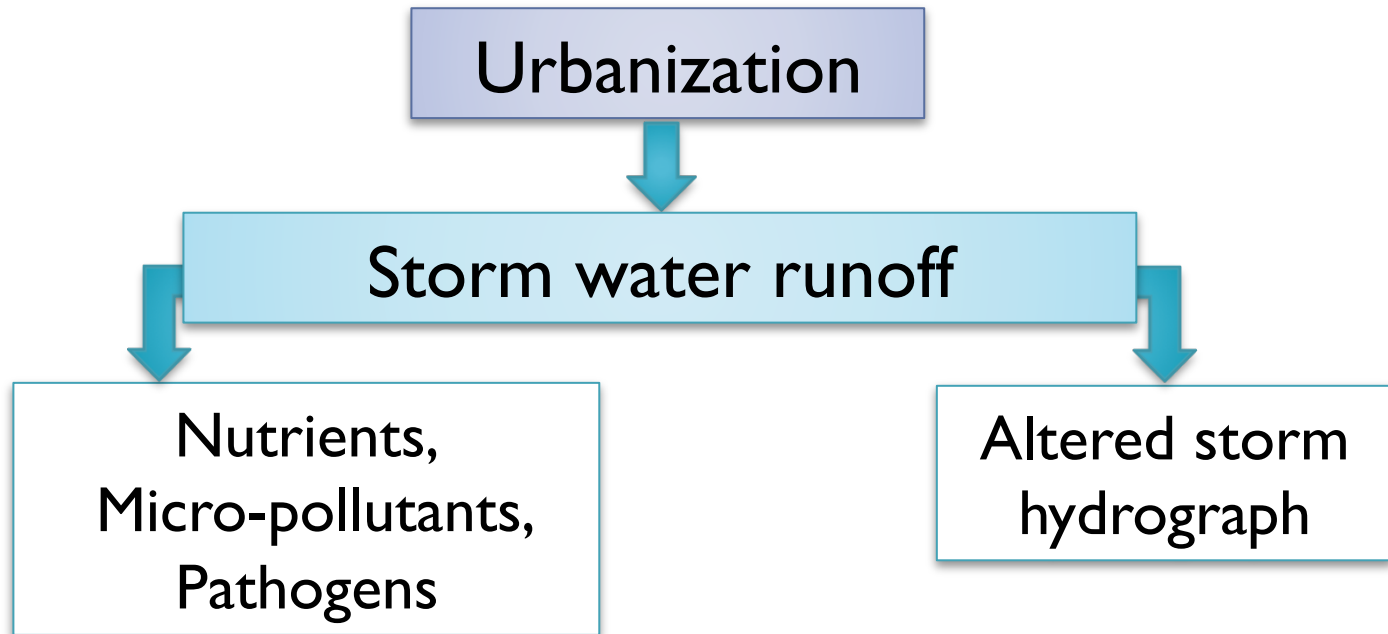 Urbanization
Storm water runoff
Nutrients,
Micro-pollutants,
Pathogens
Altered storm
hydrograph